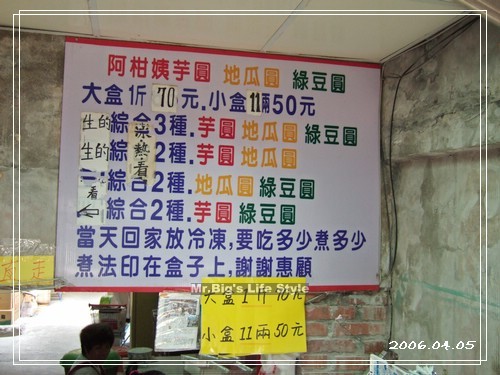 阿柑姨芋圓 地瓜圓 綠豆圓
大盒1斤70元.小盒11兩50元
生的綜合3種.芋圓 地瓜圓 綠豆圓
生的綜 2種.芋圓 地瓜圓
綜合2種.地瓜圓 綠豆圓
綜合2種.芋圓 綠豆圓
看
熱看
當天回家放冷凍,要吃多少煮多少
煮法印在盒子上,謝謝惠顧
Mr.Big's Life Style
大盒1斤70元
小盒11兩50元
走
2006.04.05